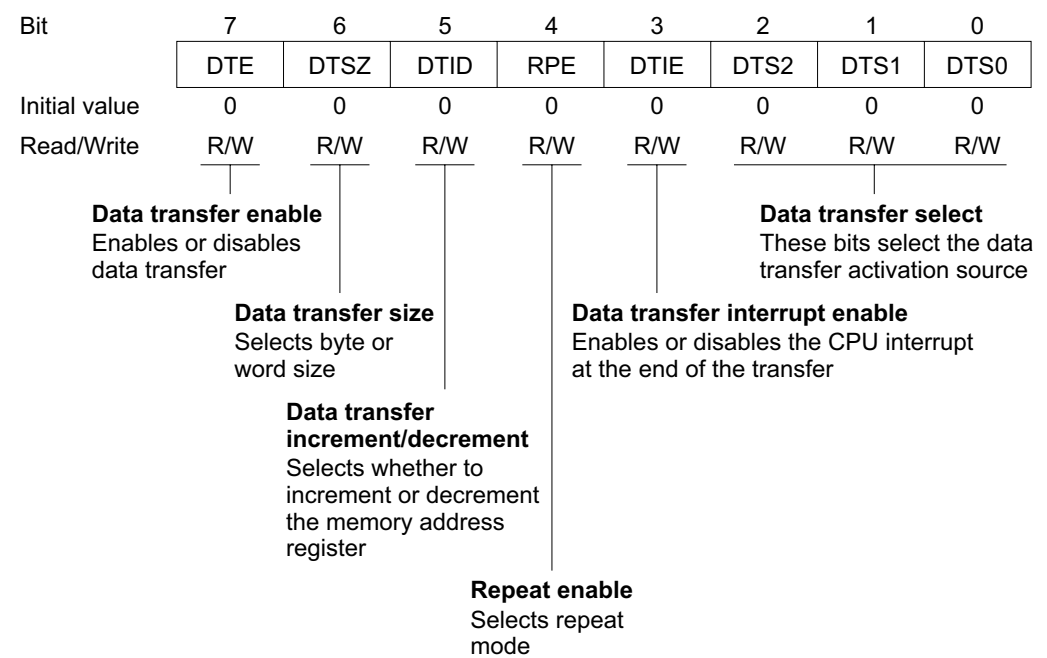 Bit 7 6 5 4 3 2 1 0
DTE DTSZ DTID RPE DTIE DTS2 DTS1 DTS0
Initial value 0 0 0 0 0 0 0 0
Read/Write R/W R/W R/W R/W R/W R/W R/W R/W
Data transfer enable
Enables or disables
data transfer
Data transfer select
These bits select the data
transfer activation source
Data transfer size
Selects byte or
word size
Data transfer interrupt enable
Enables or disables the CPU interrupt
at the end of the transfer
Data transfer
increment/decrement
Selects whether to
increment or decrement
the memory address
register
Repeat enable
Selects repeat
mode